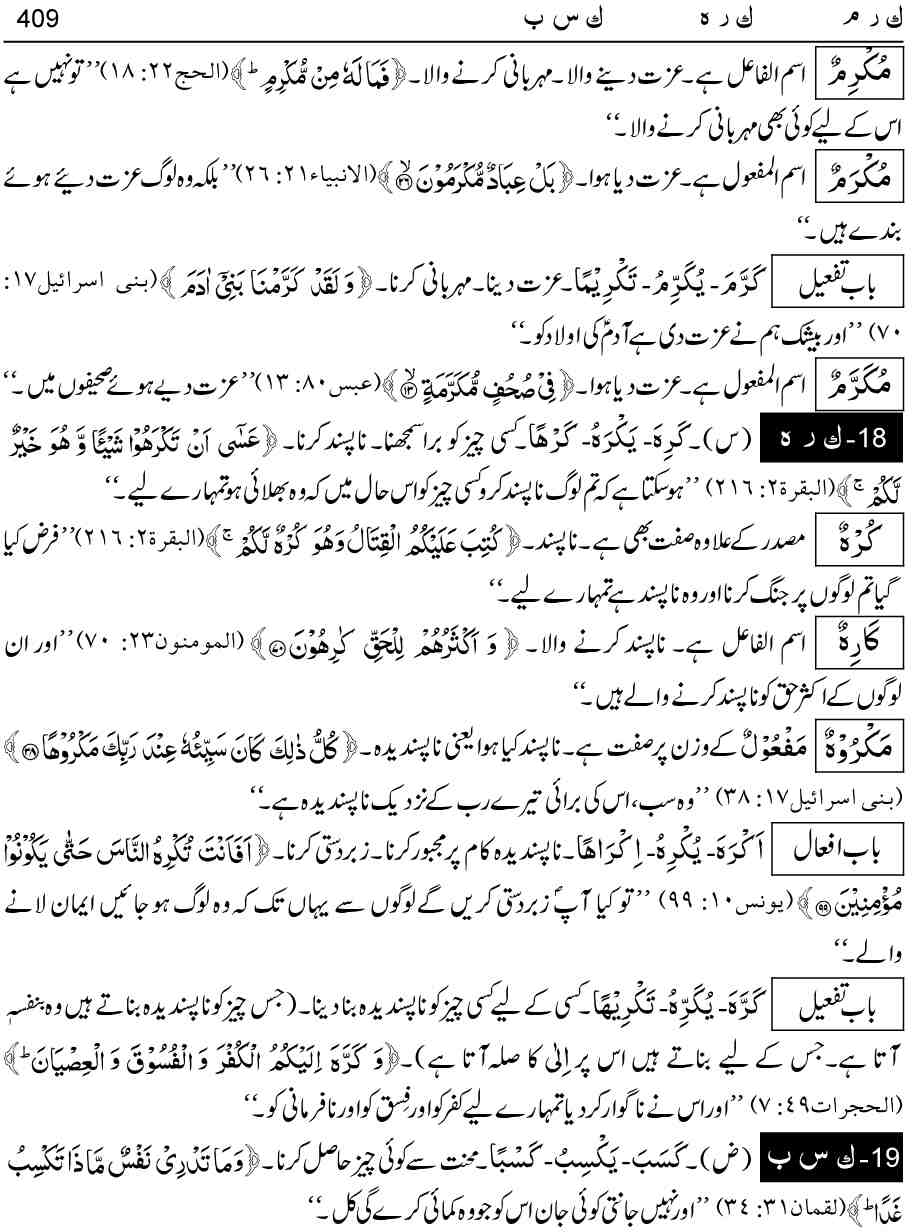 ك ر م ك ر ه ك س ب 409
مُكْرِمٌ اسم الفاعل ہے۔ عزت دینے والا۔ مہربانی کرنے والا۔ ﴿فَمَا لَهٗ مِنْ مُّكْرِمٍ ؕ﴾ (الحج۲۲: ۱۸) ’’تو نہیں ہے
اس کے لیے کوئی بھی مہربانی کرنے والا۔‘‘
مُكْرَمٌ اسم المفعول ہے۔ عزت دیا ہوا۔ ﴿بَلْ عِبَادٌ مُّكْرَمُوْنَ ۙ﴿۲۶﴾﴾ (الانبیاء۲۱: ۲۶) ’’بلکہ وہ لوگ عزت دیئے ہوئے
بندے ہیں۔‘‘
باب تفعیل كَرَّمَ۔ يُكَرِّمُ۔ تَكْرِيْمًا۔ عزت دینا۔ مہربانی کرنا۔ ﴿وَ لَقَدْ كَرَّمْنَا بَنِيْۤ اٰدَمَ﴾ (بنی اسرائیل۱۷:
۷۰) ’’اور بیشک ہم نے عزت دی ہے آدمؑ کی اولاد کو۔‘‘
مُكَرَّمٌ اسم المفعول ہے۔ عزت دیا ہوا۔ ﴿فِيْ صُحُفٍ مُّكَرَّمَةٍ ۙ﴿۱۳﴾﴾ (عبس۸۰: ۱۳) ’’عزت دیے ہوئے صحیفوں میں۔‘‘
18- ك ر ه (س)۔ كَرِهَ۔ يَكْرَهُ۔ كَرْهًا۔ کسی چیز کو برا سمجھنا۔ ناپسند کرنا۔ ﴿عَسٰۤى اَنْ تَكْرَهُوْا شَيْئًا وَّ هُوَ خَيْرٌ
لَّكُمْ ۚ﴾ (البقرة۲: ۲۱۶) ’’ہوسکتا ہے کہ تم لوگ ناپسند کرو کسی چیز کو اس حال میں کہ وہ بھلائی ہو تمہارے لیے۔‘‘
كُرْهٌ مصدر کے علاوہ صفت بھی ہے۔ ناپسند۔ ﴿كُتِبَ عَلَيْكُمُ الْقِتَالُ وَهُوَ كُرْهٌ لَّكُمْ ۚ﴾ (البقرة۲: ۲۱۶) ’’فرض کیا
گیا تم لوگوں پر جنگ کرنا اور وہ ناپسند ہے تمہارے لیے۔‘‘
كَارِهٌ اسم الفاعل ہے۔ ناپسند کرنے والا۔ ﴿وَ اَكْثَرُهُمْ لِلْحَقِّ كٰرِهُوْنَ ﴿۷۰﴾﴾ (المومنون۲۳: ۷۰) ’’اور ان
لوگوں کے اکثر حق کو ناپسند کرنے والے ہیں۔‘‘
مَكْرُوْهٌ مَفْعُوْلٌ کے وزن پر صفت ہے۔ ناپسند کیا ہوا یعنی ناپسندیدہ۔ ﴿كُلُّ ذٰلِكَ كَانَ سَيِّئُهٗ عِنْدَ رَبِّكَ مَكْرُوْهًا ﴿۳۸﴾﴾
(بنی اسرائیل۱۷: ۳۸) ’’وہ سب، اس کی برائی تیرے رب کے نزدیک ناپسندیدہ ہے۔‘‘
باب افعال اَكْرَهَ۔ يُكْرِهُ۔ اِكْرَاهًا۔ ناپسندیدہ کام پر مجبور کرنا۔ زبردستی کرنا۔ ﴿اَفَاَنْتَ تُكْرِهُ النَّاسَ حَتّٰى يَكُوْنُوْا
مُؤْمِنِيْنَ ﴿۹۹﴾﴾ (یونس۱۰: ۹۹) ’’تو کیا آپؐ زبردستی کریں گے لوگوں سے یہاں تک کہ وہ لوگ ہو جائیں ایمان لانے
والے۔‘‘
باب تفعیل كَرَّهَ۔ يُكَرِّهُ۔ تَكْرِيْهًا۔ کسی کے لیے کسی چیز کو ناپسندیدہ بنا دینا۔ (جس چیز کو ناپسندیدہ بناتے ہیں وہ بنفسہٖ
آتا ہے۔ جس کے لیے بناتے ہیں اس پر اِلٰی کا صلہ آتا ہے)۔ ﴿وَ كَرَّهَ اِلَيْكُمُ الْكُفْرَ وَ الْفُسُوْقَ وَ الْعِصْيَانَ ؕ﴾
(الحجرات۴۹: ۷) ’’اور اس نے ناگوار کر دیا تمہارے لیے کفر کو اور فِسق کو اور نافرمانی کو۔‘‘
19- ك س ب (ض)۔ كَسَبَ۔ يَكْسِبُ۔ كَسْبًا۔ محنت سے کوئی چیز حاصل کرنا۔ ﴿وَمَا تَدْرِيْ نَفْسٌ مَّاذَا تَكْسِبُ
غَدًا ؕ﴾ (لقمان۳۱: ۳۴) ’’اور نہیں جانتی کوئی جان اس کو جو وہ کمائی کرے گی کل۔‘‘